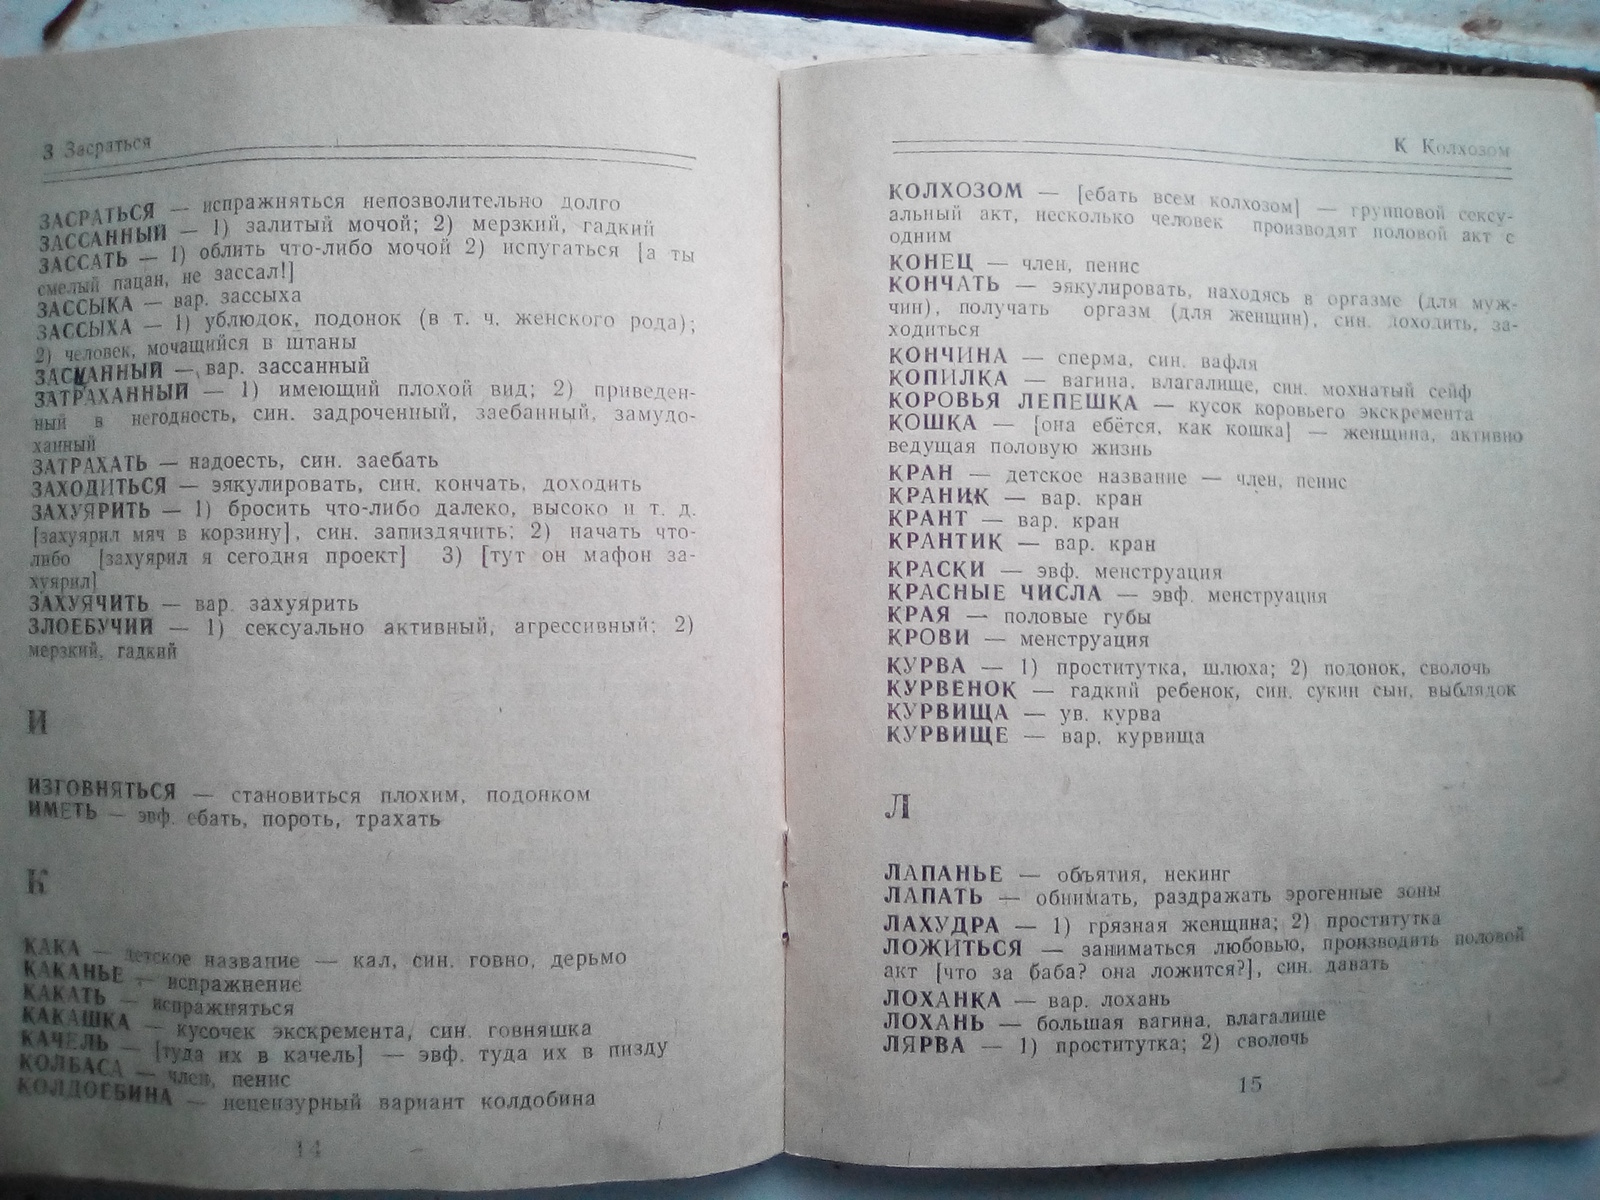 З Засраться
ЗАСРАТЬСЯ — испражняться непозволительно долго
ЗАССАННЫЙ — 1) залитый мочой; 2) мерзкий, гадкий
ЗАССАТЬ — 1) облить что-либо мочой 2) испугаться [а ты
смелый пацан, не зассал!]
ЗАССЫКА — вар. зассыха
ЗАССЫХА — 1) ублюдок, подонок (в т. ч. женского рода);
2) человек, мочащийся в штаны
ЗАСЦАННЫЙ — вар. зассанный
ЗАТРАХАННЫЙ — 1) имеющий плохой вид; 2) приведен-
ный в негодность, син. задроченный, заебанный, замудо-
ханный
ЗАТРАХАТЬ — надоесть, син. заебать
ЗАХОДИТЬСЯ — эякулировать, син. кончать, доходить
ЗАХУЯРИТЬ — 1) бросить что-либо далеко, высоко и т. д.
[захуярил мяч в корзину], син. запиздячить; 2) начать что-
либо [захуярил я сегодня проект] 3) [тут он мафон за-
хуярил]
ЗАХУЯЧИТЬ — вар. захуярить
ЗЛОЕБУЧИЙ — 1) сексуально активный, агрессивный; 2)
мерзкий, гадкий
И
ИЗГОВНЯТЬСЯ — становиться плохим, подонком
ИМЕТЬ — эвф. ебать, пороть, трахать
К
КАКА — детское название — кал, син. говно, дерьмо
КАКАНЬЕ — испражнение
КАКАТЬ — испражняться
КАКАШКА — кусочек экскремента, син. говняшка
КАЧЕЛЬ — [туда их в качель] — эвф. туда их в пизду
КОЛБАСА — член, пенис
КОЛДОЕБИНА — нецензурный вариант колдобина
14
К Колхозом
КОЛХОЗОМ — [ебать всем колхозом] — групповой сексу-
альный акт, несколько человек производят половой акт с
одним
КОНЕЦ — член, пенис
КОНЧАТЬ — эякулировать, находясь в оргазме (для муж-
чин), получать оргазм (для женщин), син. доходить, за-
ходиться
КОНЧИНА — сперма, син. вафля
КОПИЛКА — вагина, влагалище, син. мохнатый сейф
КОРОВЬЯ ЛЕПЕШКА — кусок коровьего экскремента
КОШКА — [она ебётся, как кошка] — женщина, активно
ведущая половую жизнь
КРАН — детское название — член, пенис
КРАНИК — вар. кран
КРАНТ — вар. кран
КРАНТИК — вар. кран
КРАСКИ — эвф. менструация
КРАСНЫЕ ЧИСЛА — эвф. менструация
КРАЯ — половые губы
КРОВИ — менструация
КУРВА — 1) проститутка, шлюха; 2) подонок, сволочь
КУРВЕНОК — гадкий ребенок, син. сукин сын, выблядок
КУРВИЩА — ув. курва
КУРВИЩЕ — вар. курвища
Л
ЛАПАНЬЕ — объятия, некинг
ЛАПАТЬ — обнимать, раздражать эрогенные зоны
ЛАХУДРА — 1) грязная женщина; 2) проститутка
ЛОЖИТЬСЯ — заниматься любовью, производить половой
акт [что за баба? она ложится?], син. давать
ЛОХАНКА — вар. лохань
ЛОХАНЬ — большая вагина, влагалище
ЛЯРВА — 1) проститутка; 2) сволочь
15